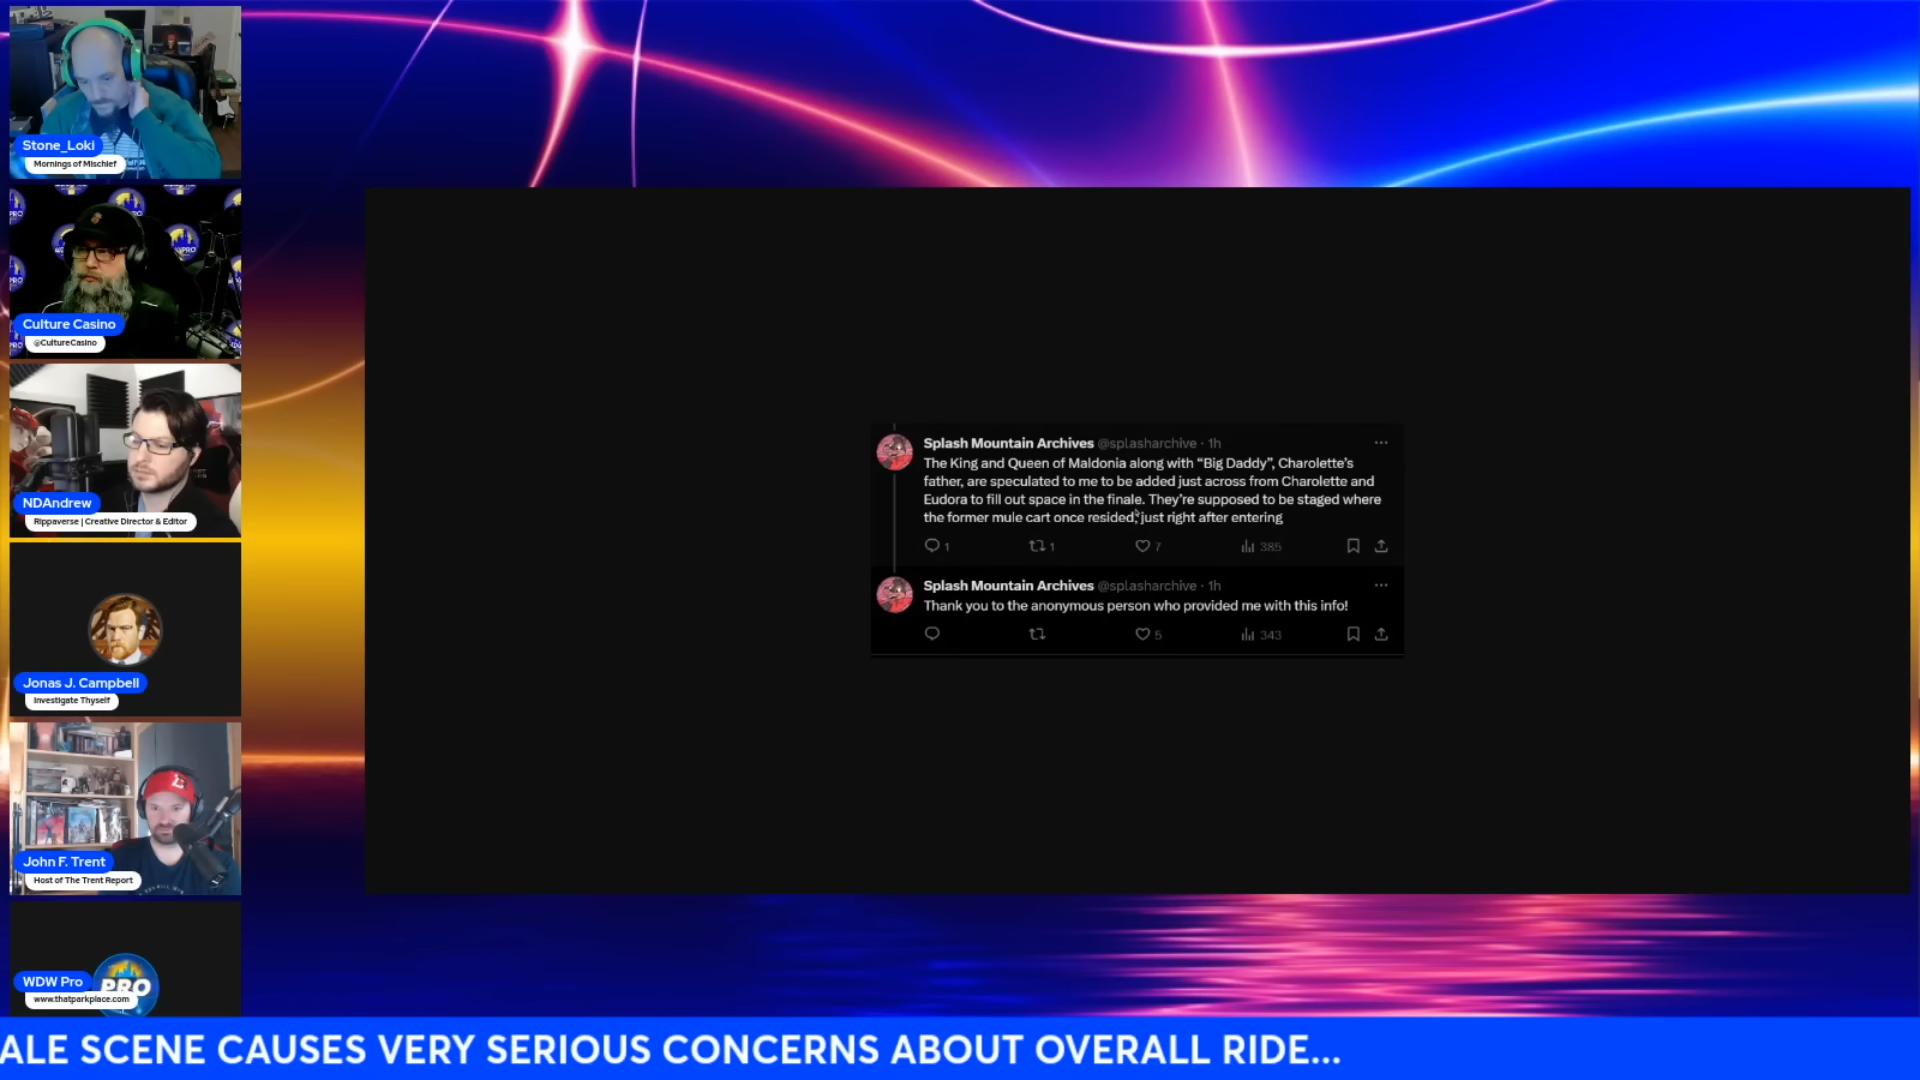 Stone_Loki
Mornings of Mischief
PRO
Culture Casino
@CultureCasino
NDAndrew
Rippaverse | Creative Director & Editor
Jonas J. Campbell
Investigate Thyself
John F. Trent
Host of The Trent Report
WDW Pro
PRO
www.thatparkplace.com
Splash Mountain Archives @splasharchive · 1h
The King and Queen of Maldonia along with “Big Daddy”, Charolette’s
father, are speculated to me to be added just across from Charolette and
Eudora to fill out space in the finale. They’re supposed to be staged where
the former mule cart once resided, just right after entering
1 1 7 385
Splash Mountain Archives @splasharchive · 1h
Thank you to the anonymous person who provided me with this info!
5 343
ALE SCENE CAUSES VERY SERIOUS CONCERNS ABOUT OVERALL RIDE...